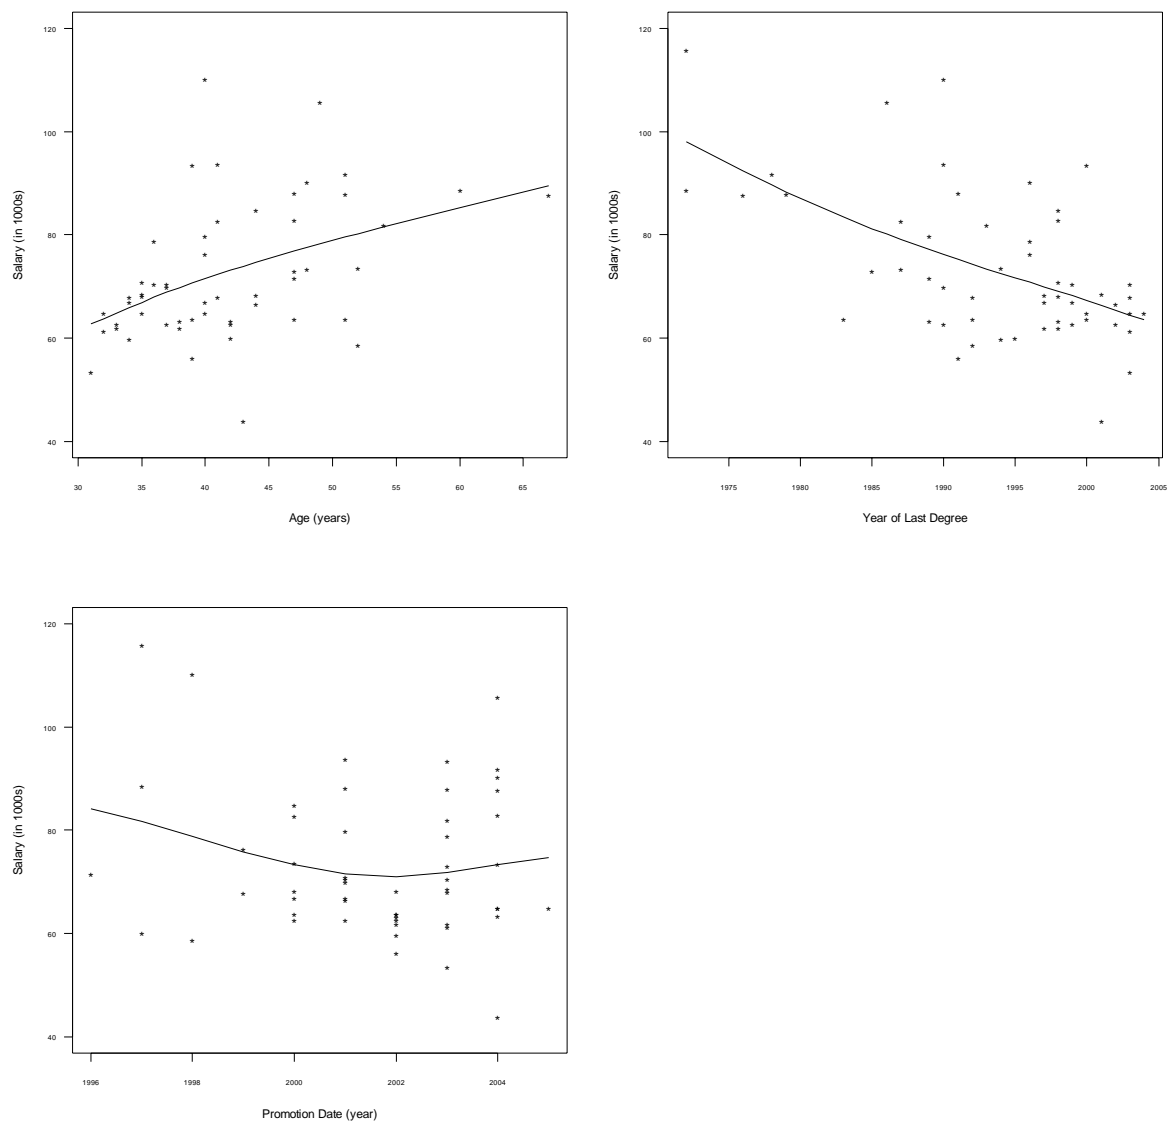 120
100
80
60
40
Salary (in 1000s)
30 35 40 45 50 55 60 65
Age (years)
120
100
80
60
40
Salary (in 1000s)
1975 1980 1985 1990 1995 2000 2005
Year of Last Degree
120
100
80
60
40
Salary (in 1000s)
1996 1998 2000 2002 2004
Promotion Date (year)